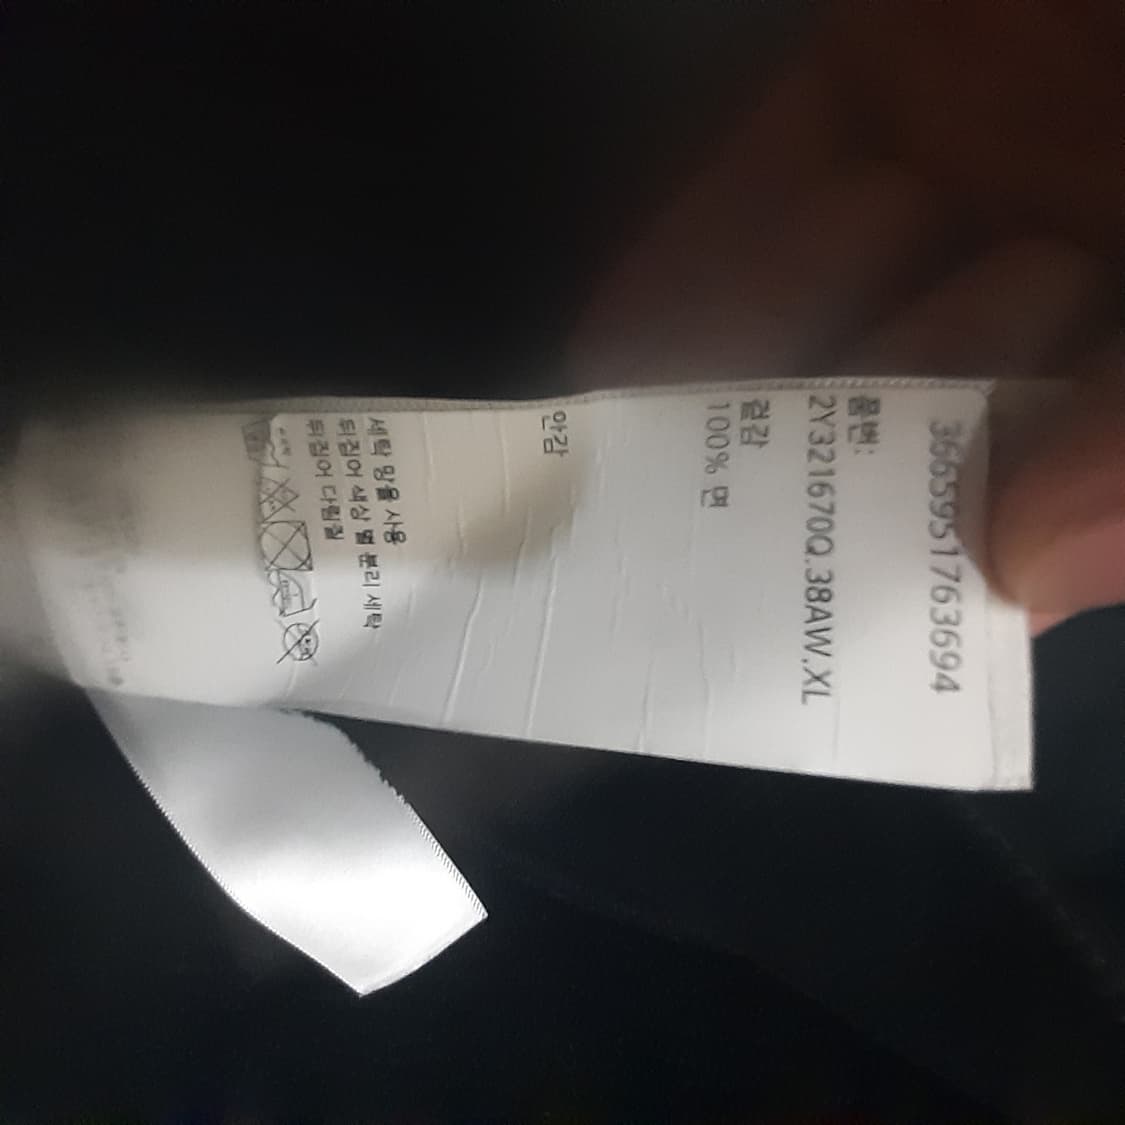 3665951763694
품번:
2Y321670Q.38AW.XL
겉감
100% 면
안감
세탁 망을 사용
뒤집어 색상 별 분리 세탁
뒤집어 다림질